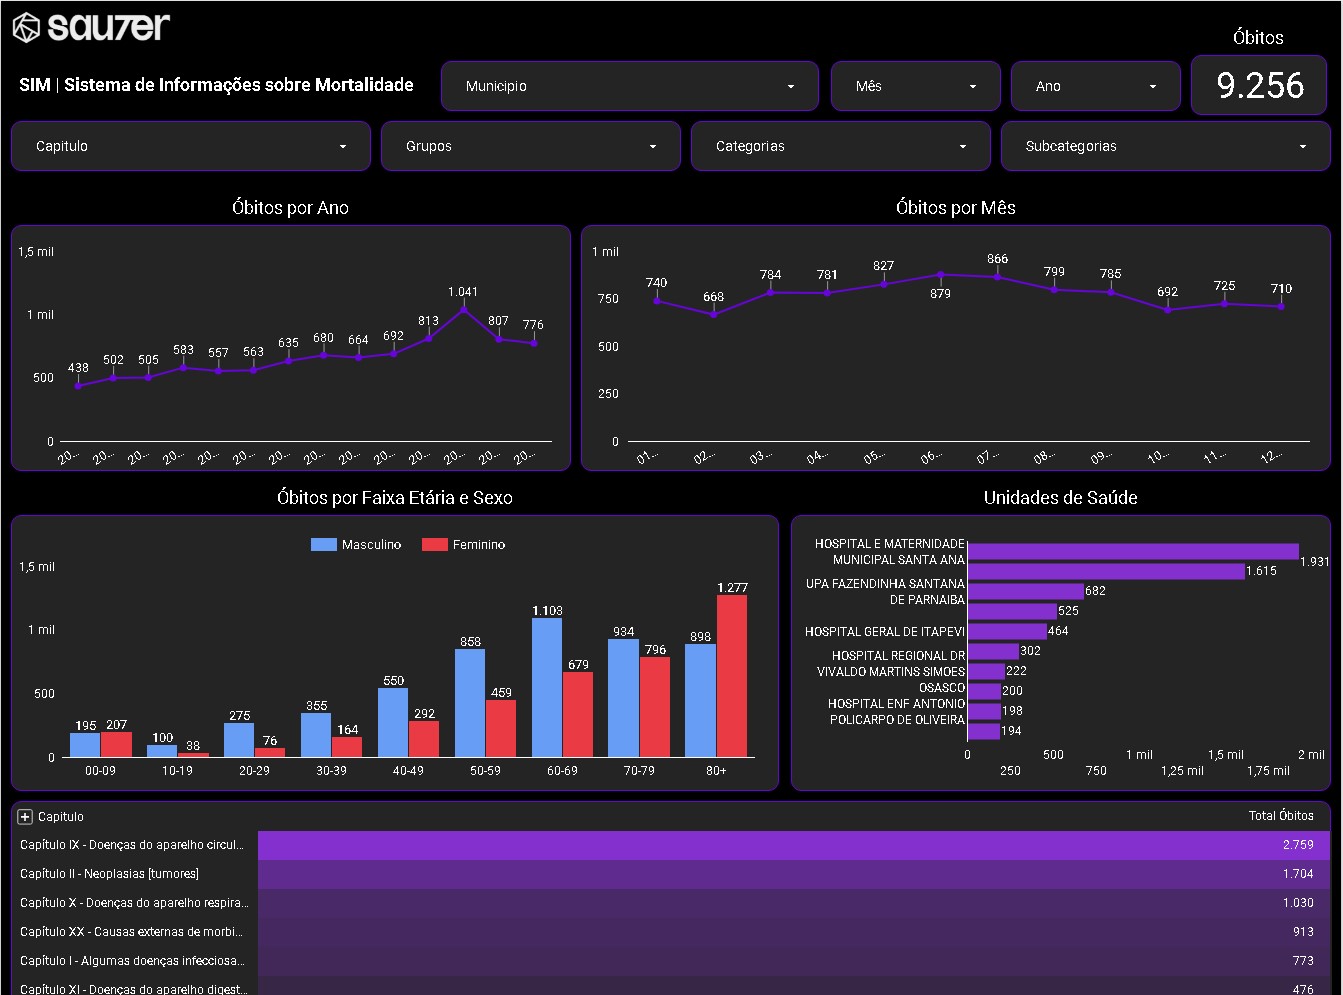 sau7er
Óbitos
SIM | Sistema de Informações sobre Mortalidade
Municipio
Mês
Ano
9.256
Capitulo
Grupos
Categorias
Subcategorias
Óbitos por Ano
1,5 mil
1 mil
500
0
438
502
505
583
557
563
635
680
664
692
813
1.041
807
776
20...
20...
20...
20...
20...
20...
20...
20...
20...
20...
20...
20...
20...
20...
Óbitos por Mês
1 mil
750
500
250
0
740
668
784
781
827
879
866
799
785
692
725
710
01...
02...
03...
04...
05...
06...
07...
08...
09...
10...
11...
12...
Óbitos por Faixa Etária e Sexo
Masculino
Feminino
1,5 mil
1 mil
500
0
195
207
100
38
275
76
355
164
550
292
858
459
1.103
679
934
796
898
1.277
00-09
10-19
20-29
30-39
40-49
50-59
60-69
70-79
80+
Unidades de Saúde
HOSPITAL E MATERNIDADE
MUNICIPAL SANTA ANA
UPA FAZENDINHA SANTANA
DE PARNAIBA
HOSPITAL GERAL DE ITAPEVI
HOSPITAL REGIONAL DR
VIVALDO MARTINS SIMOES
OSASCO
HOSPITAL ENF ANTONIO
POLICARPO DE OLIVEIRA
1.931
1.615
682
525
464
302
222
200
198
194
0
250
500
750
1 mil
1,25 mil
1,5 mil
1,75 mil
2 mil
Capitulo
Total Óbitos
Capítulo IX - Doenças do aparelho circul...
2.759
Capítulo II - Neoplasias [tumores]
1.704
Capítulo X - Doenças do aparelho respira...
1.030
Capítulo XX - Causas externas de morbi...
913
Capítulo I - Algumas doenças infecciosa...
773
Capítulo XI - Doenças do aparelho digest...
476